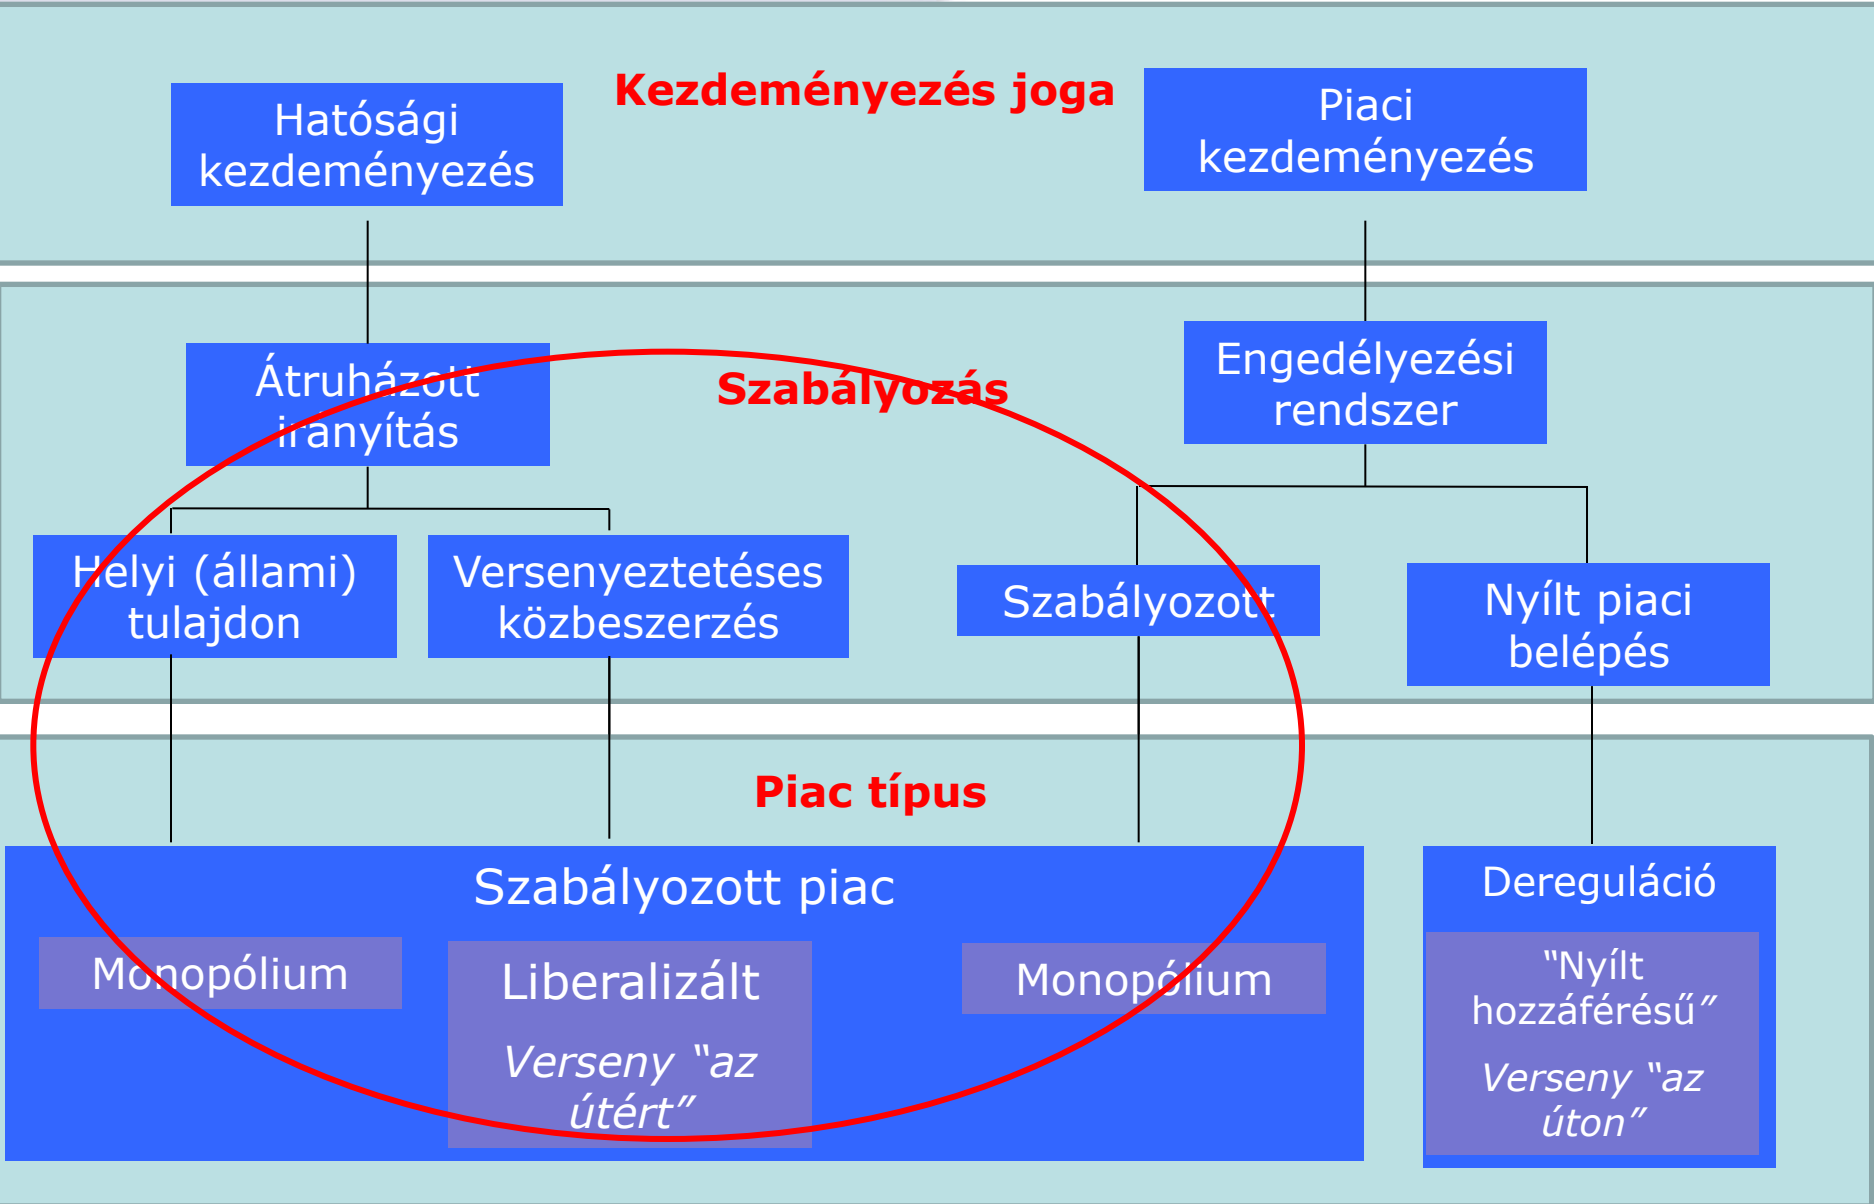 Kezdeményezés joga
Hatósági
kezdeményezés
Piaci
kezdeményezés
Szabályozás
Átruházott
irányítás
Engedélyezési
rendszer
Helyi (állami)
tulajdon
Versenyeztetéses
közbeszerzés
Szabályozott
Nyílt piaci
belépés
Piac típus
Szabályozott piac
Monopólium
Liberalizált
Verseny “az
útért”
Monopólium
Dereguláció
“Nyílt
hozzáférésű”
Verseny “az
úton”